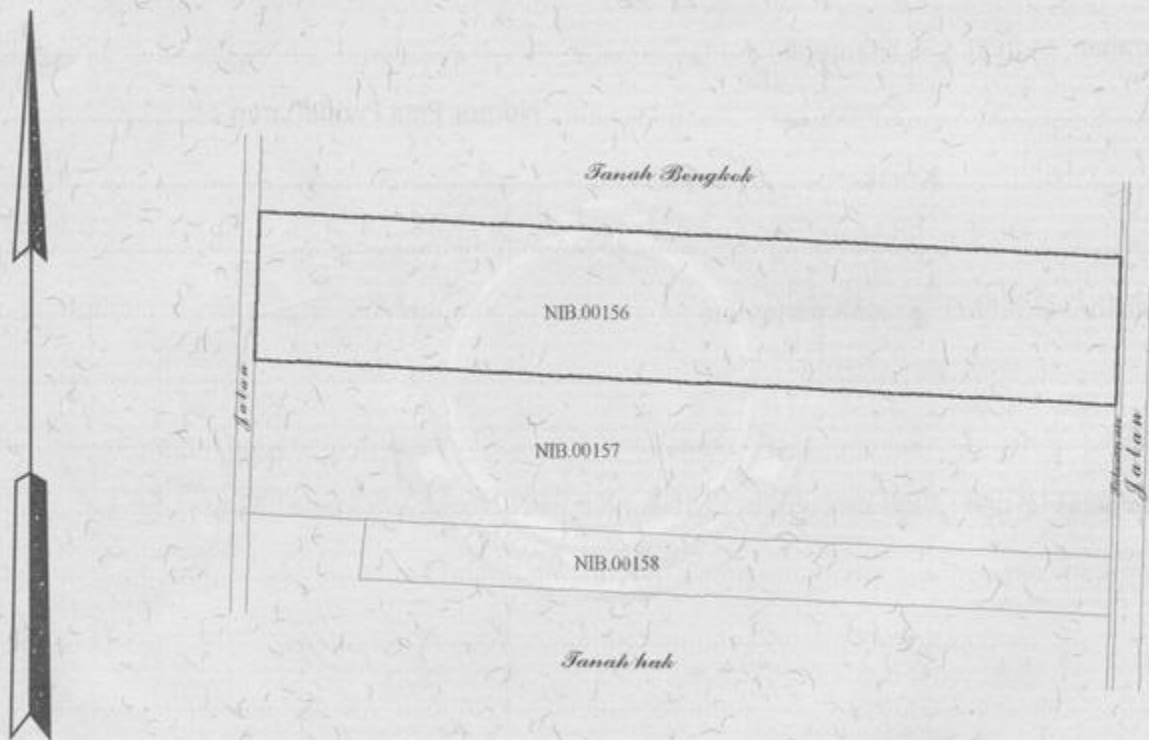 Tanah Bengkok
NIB.00156
Jalan
NIB.00157
Jalan
NIB.00158
Tanah hak